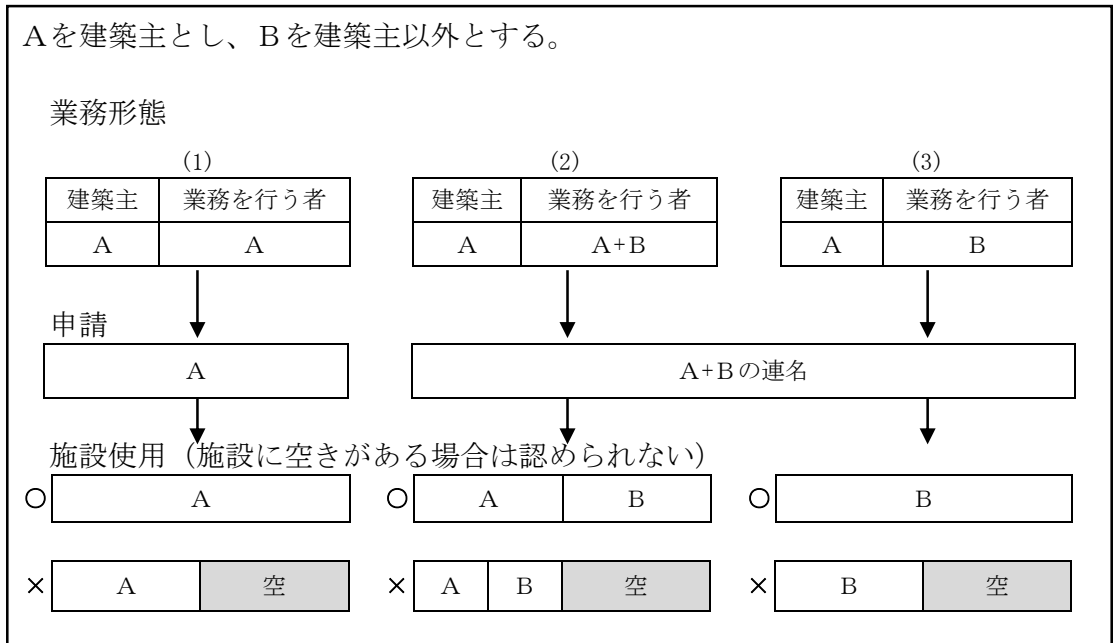 Ａを建築主とし、Ｂを建築主以外とする。
業務形態
(1) (2) (3)
建築主 業務を行う者 建築主 業務を行う者 建築主 業務を行う者
Ａ Ａ Ａ Ａ+Ｂ Ａ Ｂ
申請
Ａ Ａ+Ｂの連名
施設使用（施設に空きがある場合は認められない）
○ Ａ ○ Ａ Ｂ ○ Ｂ
× Ａ 空 × Ａ Ｂ 空 × Ｂ 空